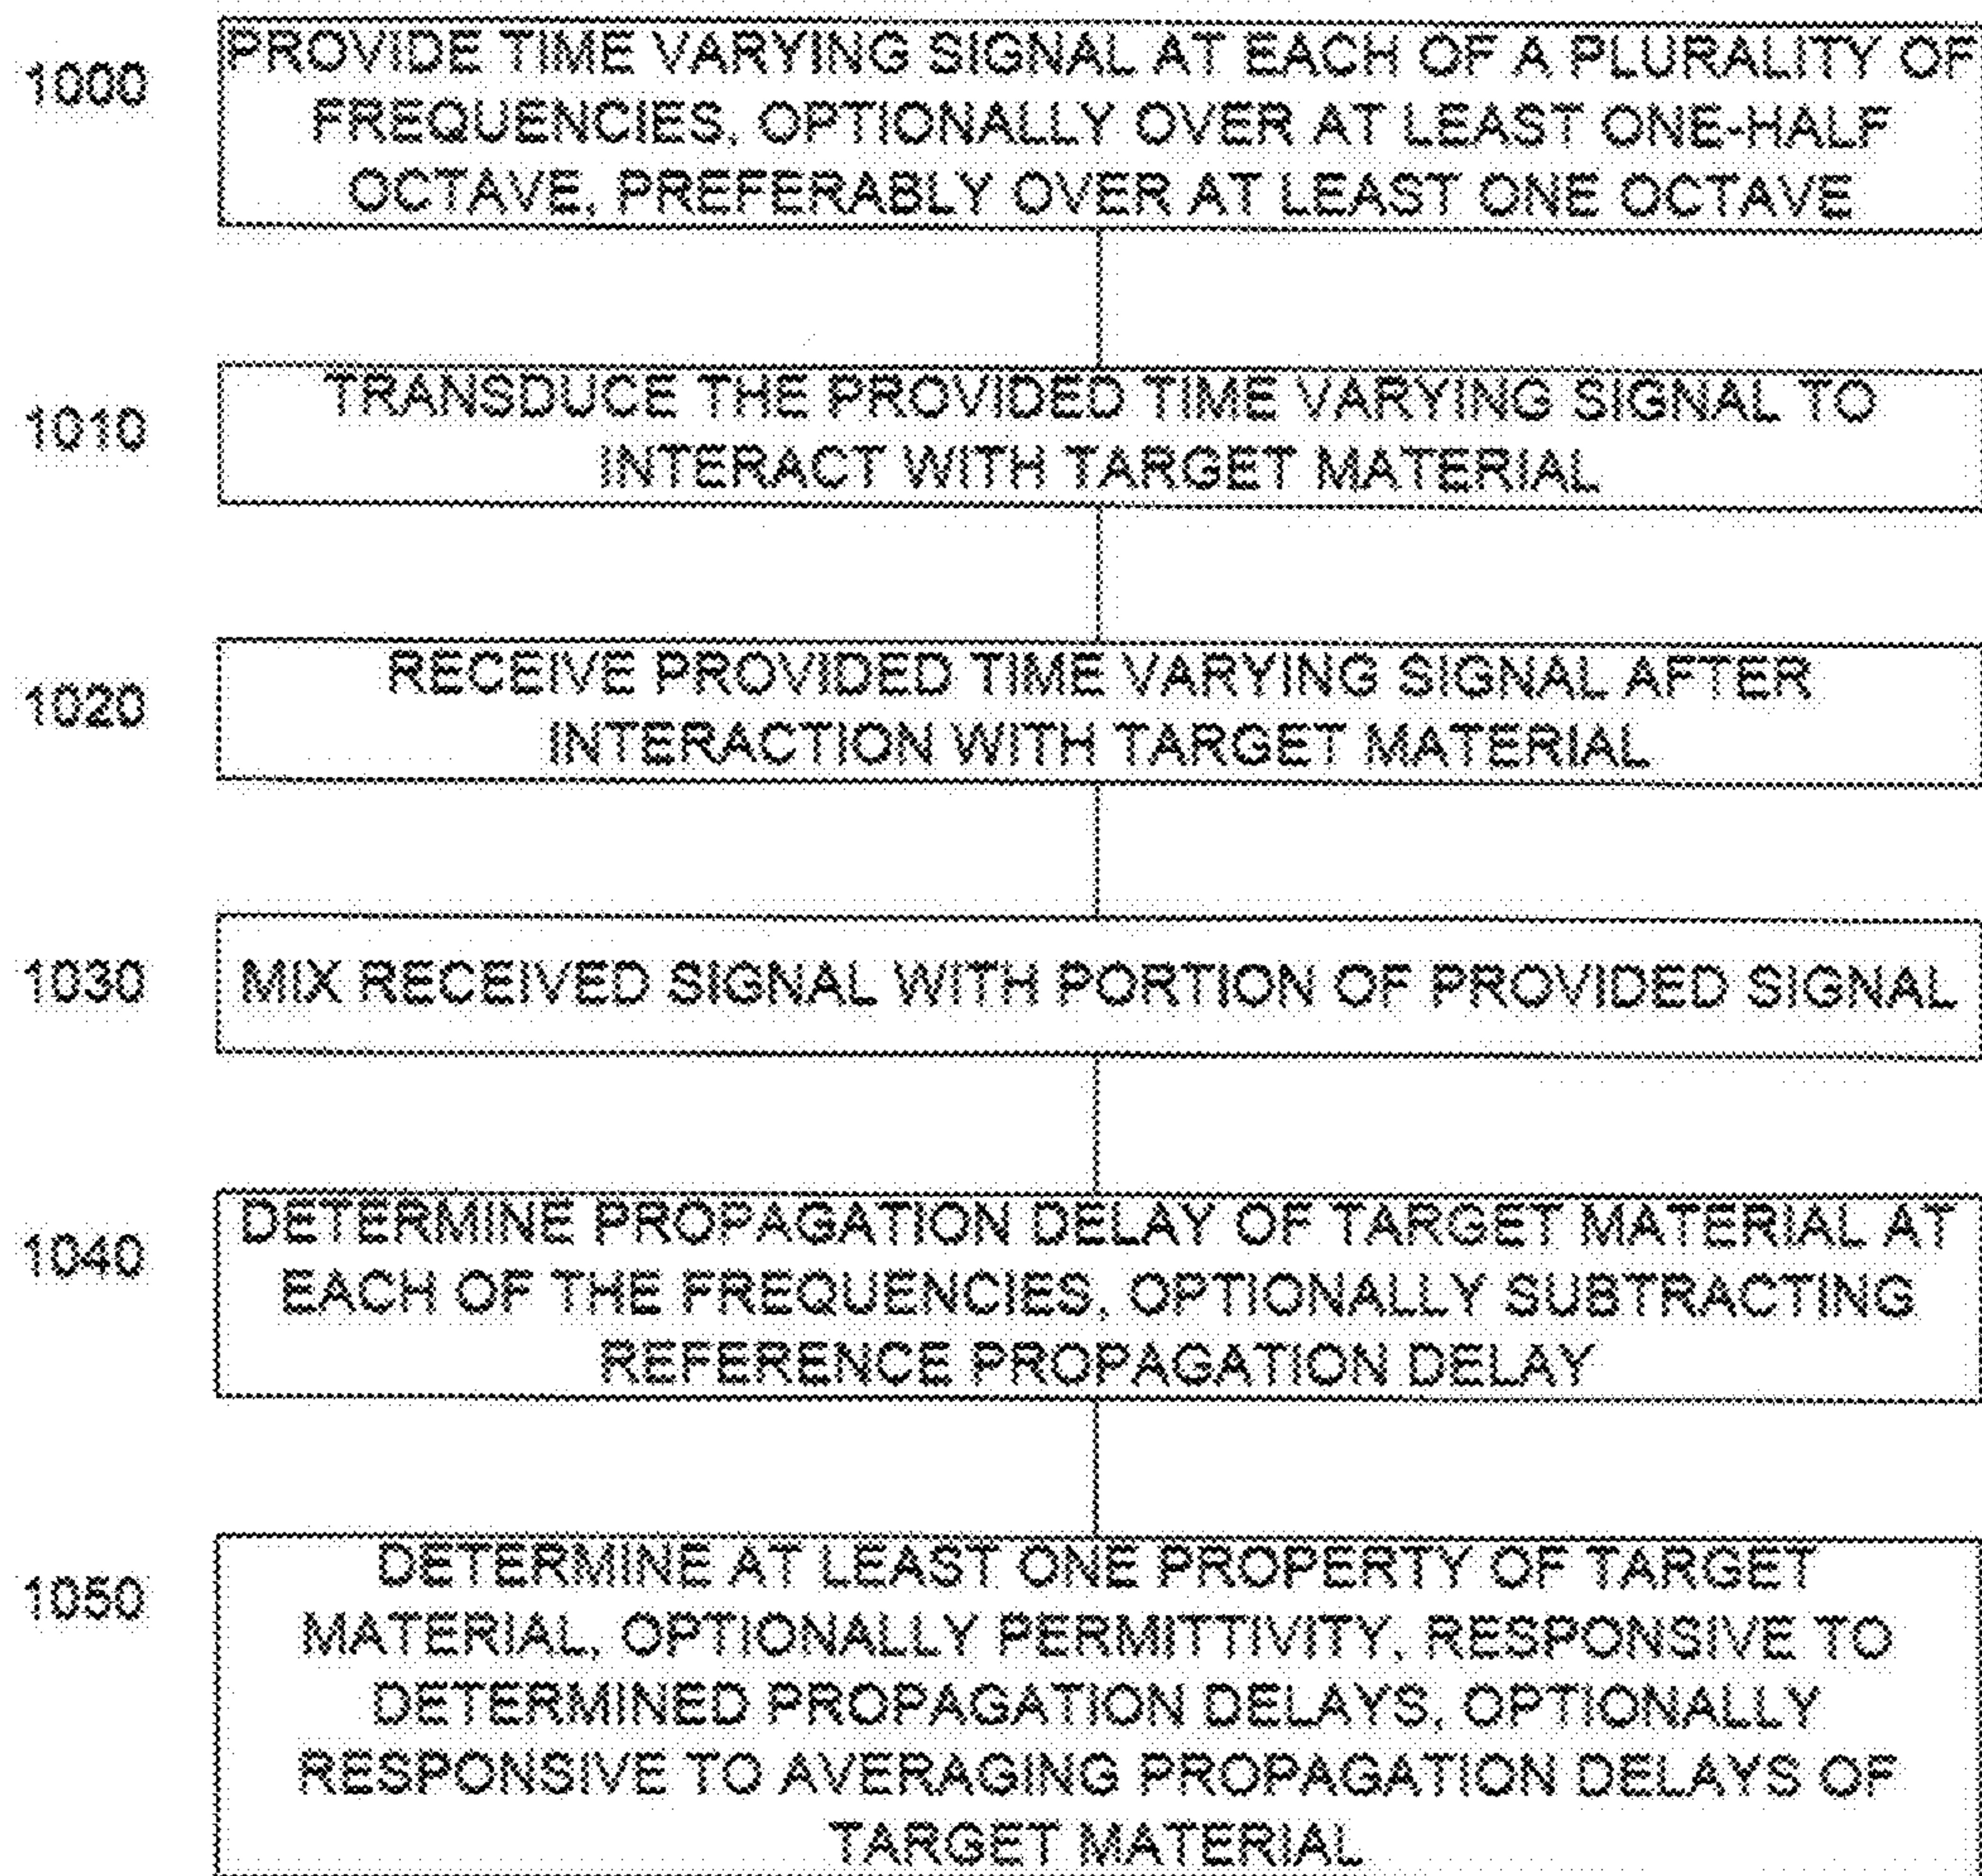 1000
PROVIDE TIME VARYING SIGNAL AT EACH OF A PLURALITY OF
FREQUENCIES, OPTIONALLY OVER AT LEAST ONE-HALF
OCTAVE, PREFERABLY OVER AT LEAST ONE OCTAVE
1010
TRANSDUCE THE PROVIDED TIME VARYING SIGNAL TO
INTERACT WITH TARGET MATERIAL
1020
RECEIVE PROVIDED TIME VARYING SIGNAL AFTER
INTERACTION WITH TARGET MATERIAL
1030
MIX RECEIVED SIGNAL WITH PORTION OF PROVIDED SIGNAL
1040
DETERMINE PROPAGATION DELAY OF TARGET MATERIAL AT
EACH OF THE FREQUENCIES, OPTIONALLY SUBTRACTING
REFERENCE PROPAGATION DELAY
1050
DETERMINE AT LEAST ONE PROPERTY OF TARGET
MATERIAL, OPTIONALLY PERMITTIVITY, RESPONSIVE TO
DETERMINED PROPAGATION DELAYS, OPTIONALLY
RESPONSIVE TO AVERAGING PROPAGATION DELAYS OF
TARGET MATERIAL